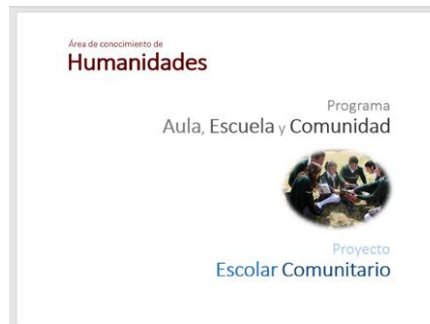 Área de conocimiento de
Humanidades
Programa
Aula, Escuela y Comunidad
Proyecto
Escolar Comunitario